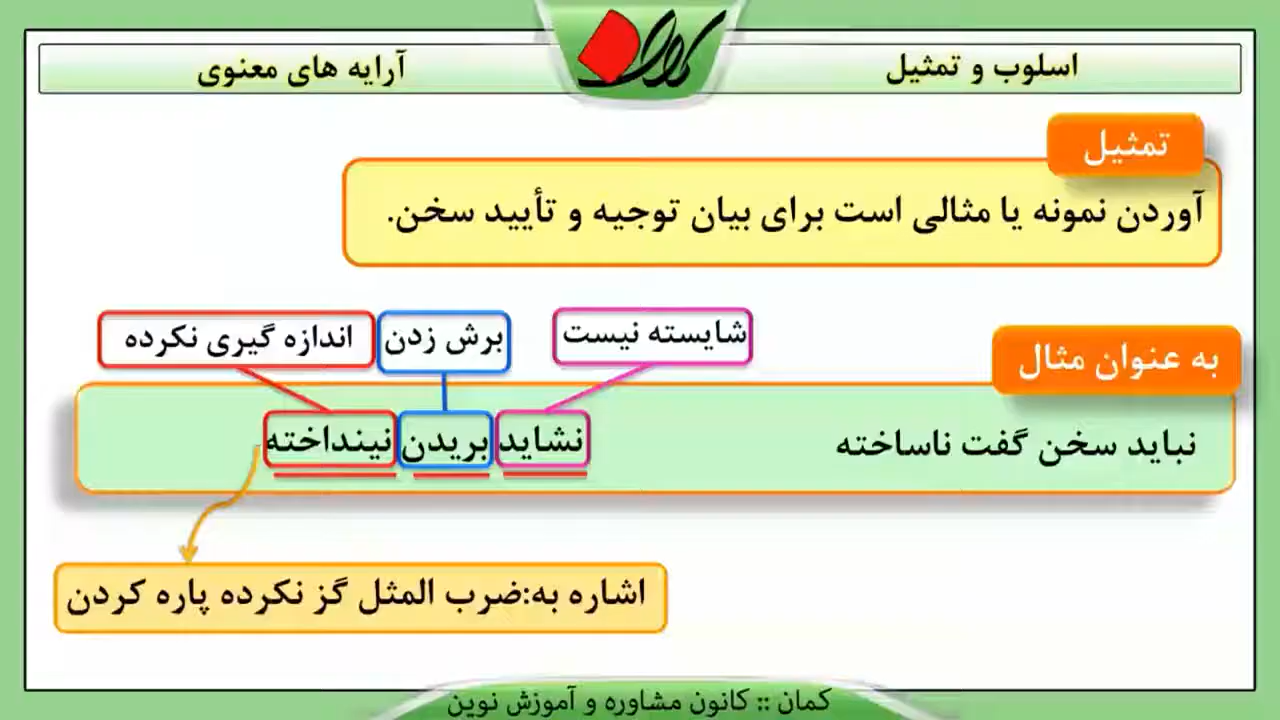 اسلوب و تمثیل
کمان
آرایه های معنوی
تمثیل
آوردن نمونه یا مثالی است برای بیان توجیه و تأیید سخن.
شایسته نیست
برش زدن
اندازه گیری نکرده
به عنوان مثال
نباید سخن گفت ناساخته نشاید بریدن نینداخته
اشاره به:ضرب المثل گز نکرده پاره کردن
کمان :: کانون مشاوره و آموزش نوین